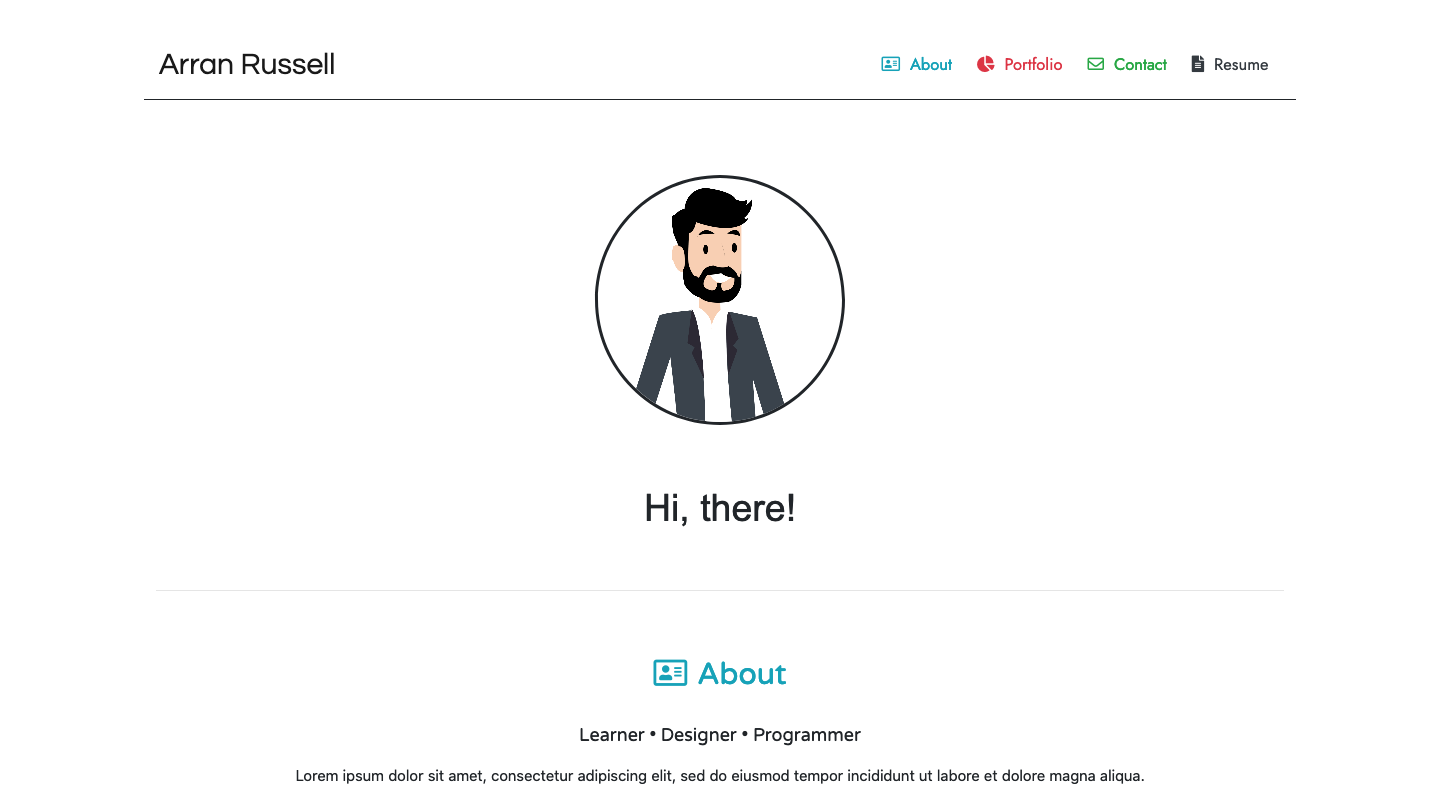 Arran Russell
About
Portfolio
Contact
Resume
Hi, there!
About
Learner • Designer • Programmer
Lorem ipsum dolor sit amet, consectetur adipiscing elit, sed do eiusmod tempor incididunt ut labore et dolore magna aliqua.